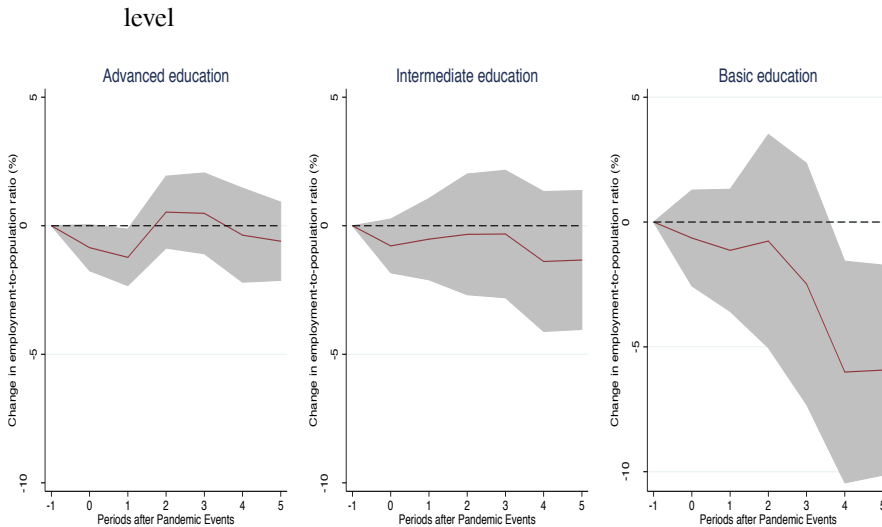 level
Advanced education
Intermediate education
Basic education
Change in employment-to-population ratio (%)
5
0
-5
-10
-1 0 1 2 3 4 5
Periods after Pandemic Events
Change in employment-to-population ratio (%)
5
0
-5
-10
-1 0 1 2 3 4 5
Periods after Pandemic Events
Change in employment-to-population ratio (%)
5
0
-5
-10
-1 0 1 2 3 4 5
Periods after Pandemic Events